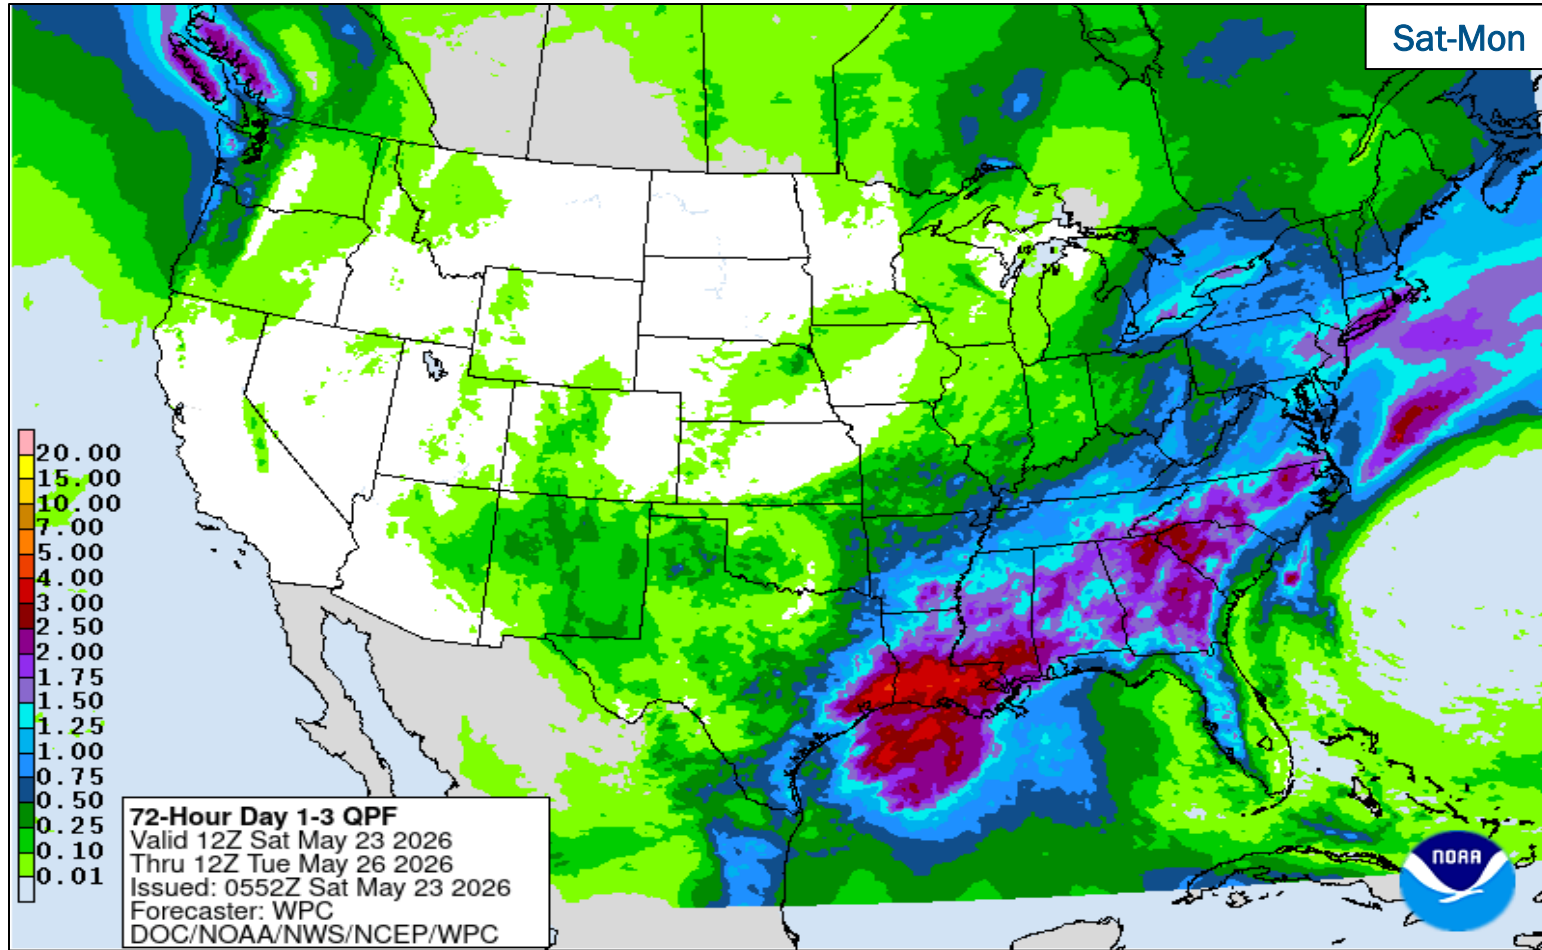 Sat-Mon
20.00
15.00
10.00
7.00
5.00
4.00
3.00
2.50
2.00
1.75
1.50
1.25
1.00
0.75
0.50
0.25
0.10
0.01
72-Hour Day 1-3 QPF
Valid 12Z Sat May 23 2026
Thru 12Z Tue May 26 2026
Issued: 0552Z Sat May 23 2026
Forecaster: WPC
DOC/NOAA/NWS/NCEP/WPC
NOAA